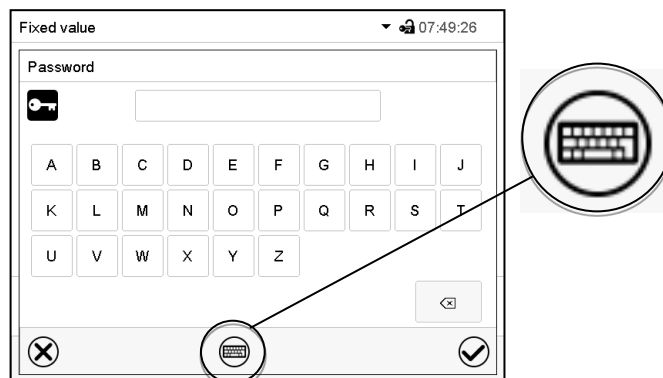 Fixed value 07:49:26
Password
A B C D E F G H I J
K L M N O P Q R S T
U V W X Y Z